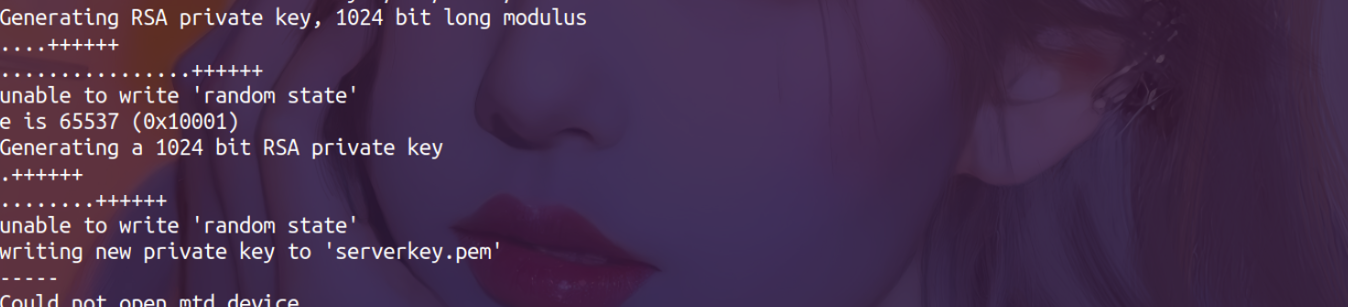 Generating RSA private key, 1024 bit long modulus
....++++++
................++++++
unable to write 'random state'
e is 65537 (0x10001)
Generating a 1024 bit RSA private key
.++++++
........++++++
unable to write 'random state'
writing new private key to 'serverkey.pem'
-----
Could not open mtd device